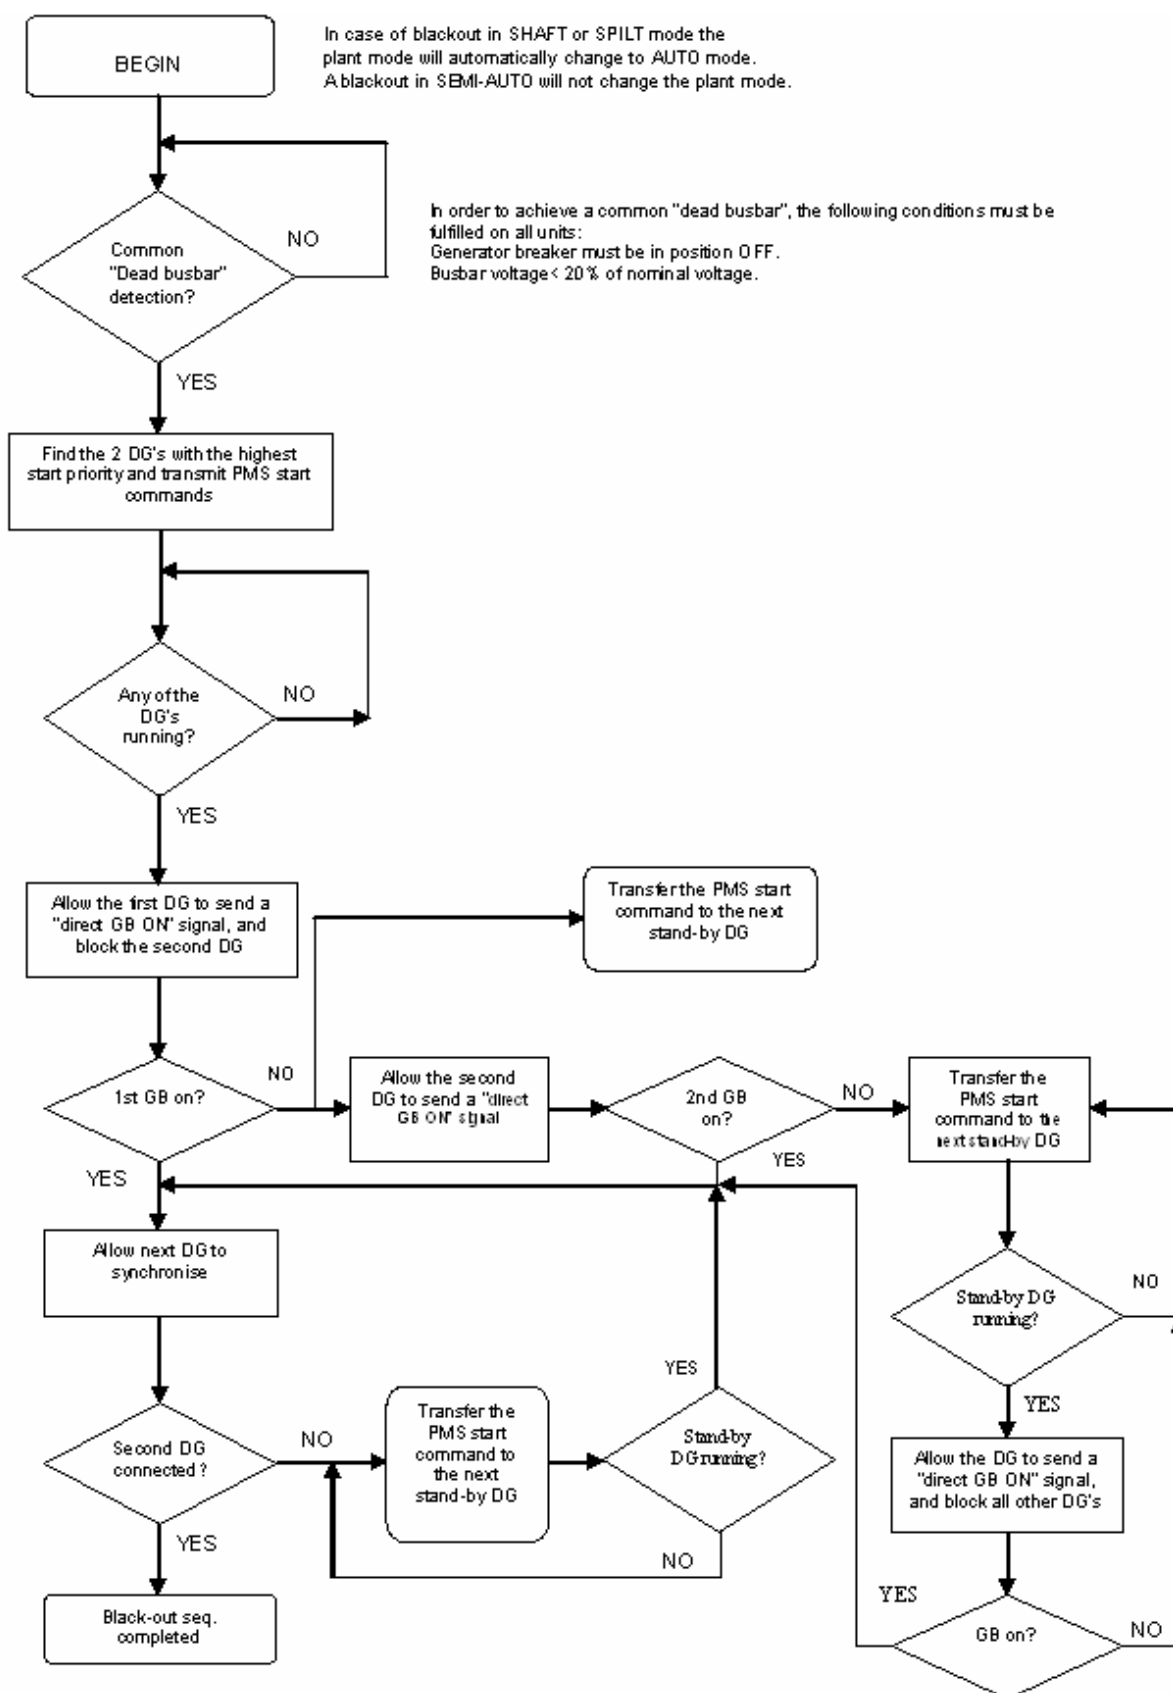 BEGIN
In case of blackout in SHAFT or SPILT mode the
plant mode will automatically change to AUTO mode.
A blackout in SEMI-AUTO will not change the plant mode.
NO
In order to achieve a common "dead busbar", the following conditions must be
fulfilled on all units:
Generator breaker must be in position OFF.
Busbar voltage < 20% of nominal voltage.
Common
"Dead busbar"
detection?
YES
Find the 2 DG's with the highest
start priority and transmit PMS start
commands
NO
Any of the
DG's
running?
YES
Allow the first DG to send a
"direct GB ON" signal, and
block the second DG
Transfer the PMS start
command to the next
stand-by DG
1st GB on?
NO
Allow the second
DG to send a "direct
GB ON" signal
2nd GB
on?
NO
Transfer the
PMS start
command to the
next stand-by DG
YES
YES
Allow next DG to
synchronise
Stand-by DG
running?
NO
YES
YES
Second DG
connected?
NO
Transfer the
PMS start
command to
the next
stand-by DG
Stand-by
DG running?
Allow the DG to send a
"direct GB ON" signal,
and block all other DG's
YES
NO
NO
YES
Black-out seq.
completed
GB on?
NO